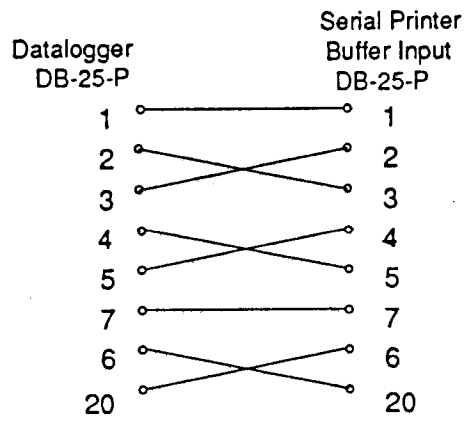 Datalogger
DB-25-P
Serial Printer
Buffer Input
DB-25-P
1 1
2 2
3 3
4 4
5 5
7 7
6 6
20 20